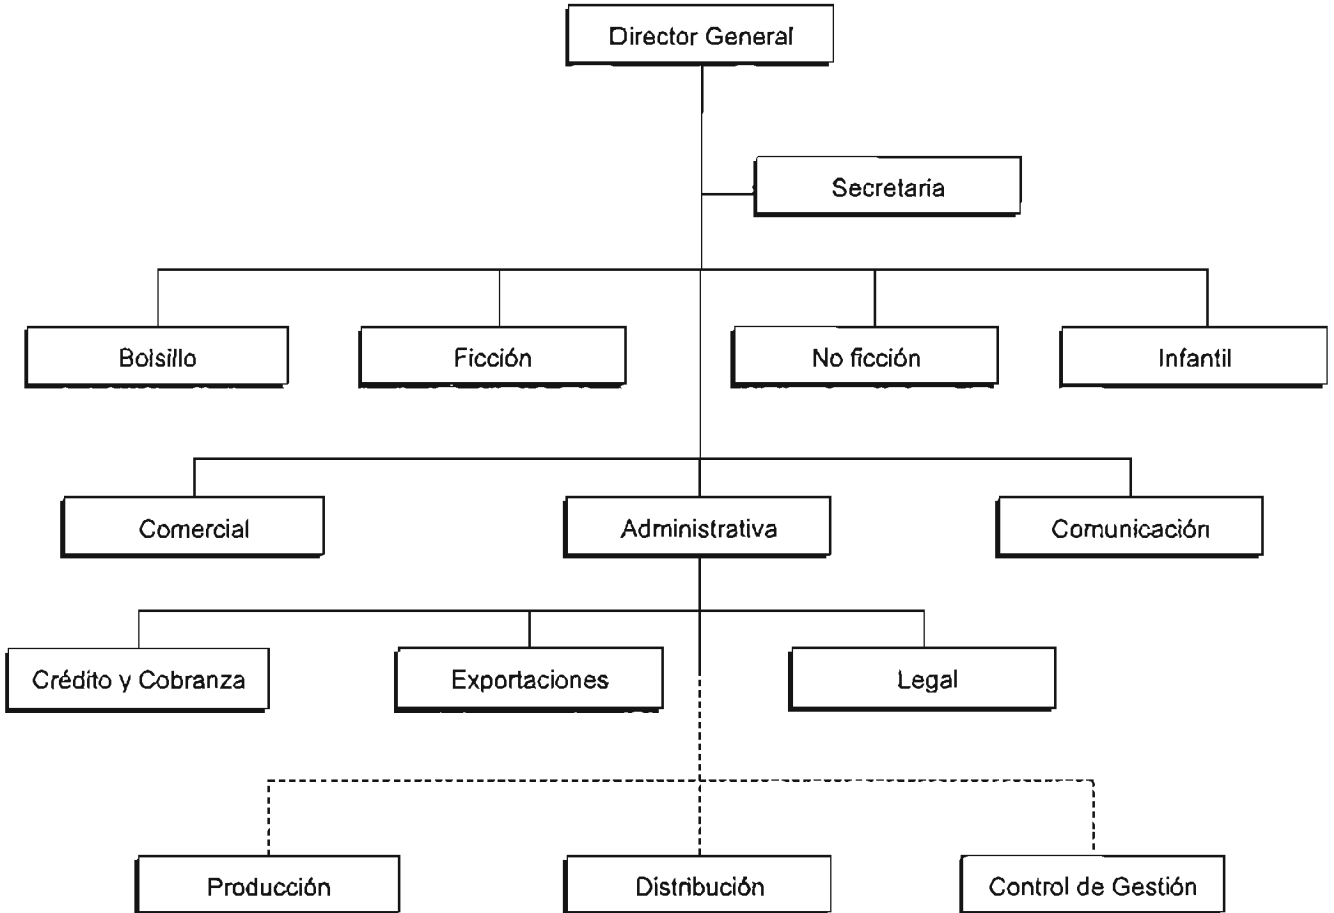 Director General
Secretaria
Bolsillo
Ficción
No ficción
Infantil
Comercial
Administrativa
Comunicación
Crédito y Cobranza
Exportaciones
Legal
Producción
Distribución
Control de Gestión